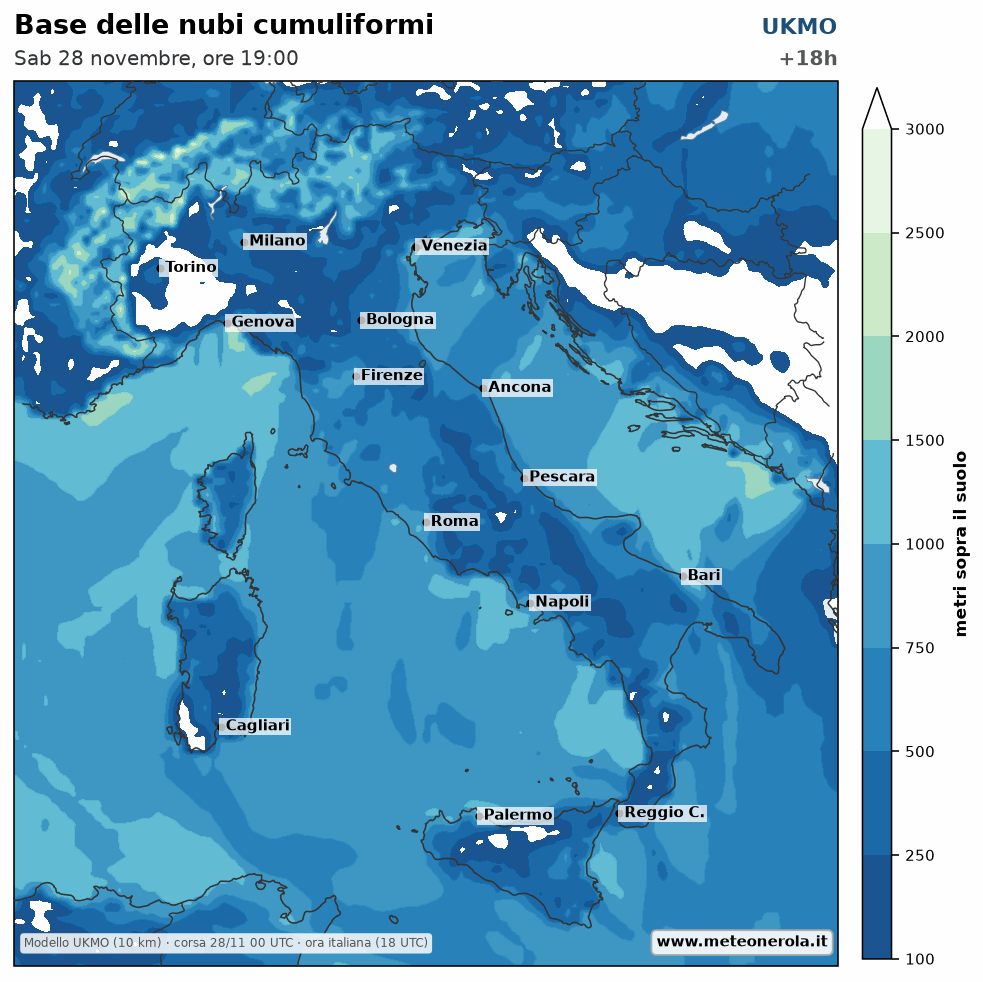 Base delle nubi cumuliformi
UKMO
Sab 28 novembre, ore 19:00
+18h
3000
2500
2000
1500
1000
750
500
250
100
metri sopra il suolo
Milano
Venezia
Torino
Genova
Bologna
Firenze
Ancona
Pescara
Roma
Bari
Napoli
Cagliari
Palermo
Reggio C.
Modello UKMO (10 km) · corsa 28/11 00 UTC · ora italiana (18 UTC)
www.meteonerola.it